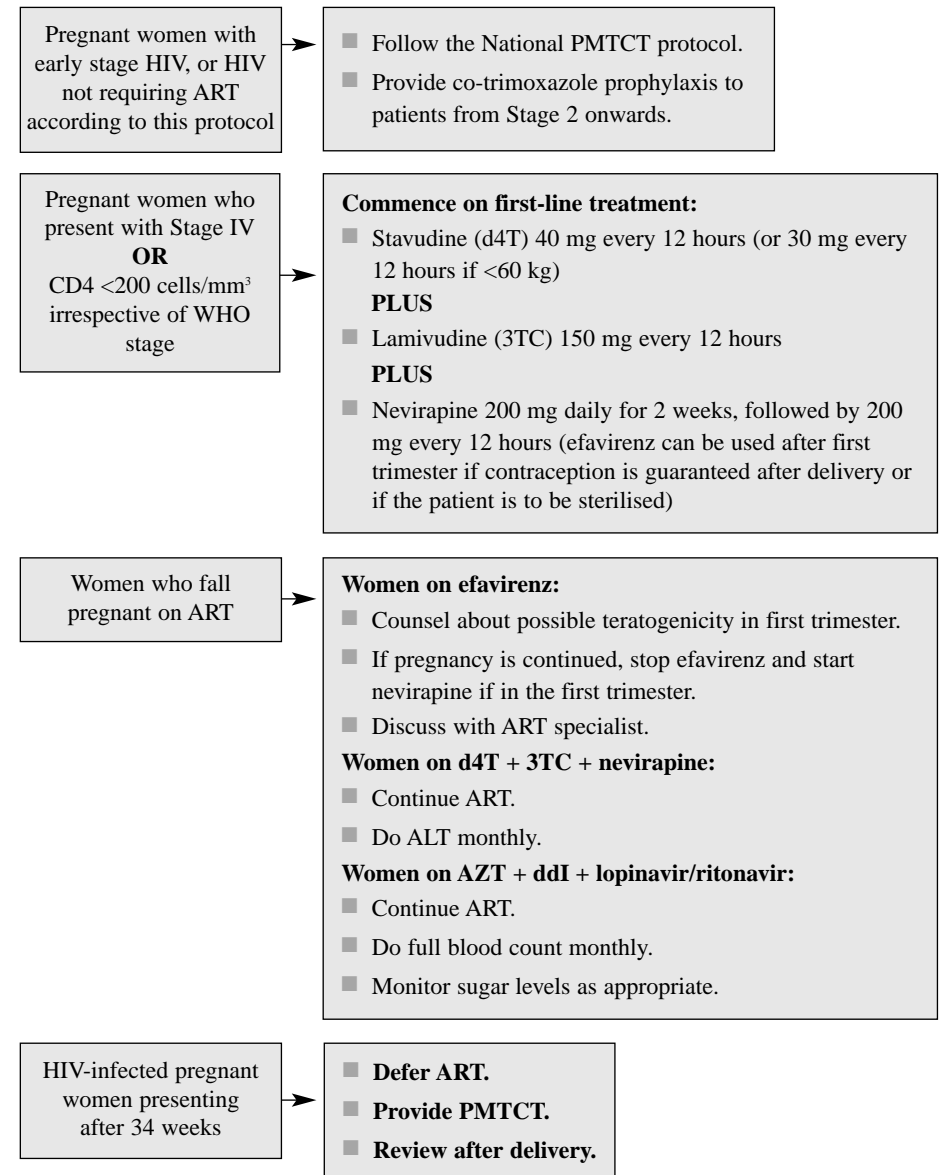 Pregnant women with
early stage HIV, or HIV
not requiring ART
according to this protocol
■ Follow the National PMTCT protocol.
■ Provide co-trimoxazole prophylaxis to
patients from Stage 2 onwards.
Pregnant women who
present with Stage IV
OR
CD4 <200 cells/mm³
irrespective of WHO
stage
Commence on first-line treatment:
■ Stavudine (d4T) 40 mg every 12 hours (or 30 mg every
12 hours if <60 kg)
PLUS
■ Lamivudine (3TC) 150 mg every 12 hours
PLUS
■ Nevirapine 200 mg daily for 2 weeks, followed by 200
mg every 12 hours (efavirenz can be used after first
trimester if contraception is guaranteed after delivery or
if the patient is to be sterilised)
Women who fall
pregnant on ART
Women on efavirenz:
■ Counsel about possible teratogenicity in first trimester.
■ If pregnancy is continued, stop efavirenz and start
nevirapine if in the first trimester.
■ Discuss with ART specialist.
Women on d4T + 3TC + nevirapine:
■ Continue ART.
■ Do ALT monthly.
Women on AZT + ddI + lopinavir/ritonavir:
■ Continue ART.
■ Do full blood count monthly.
■ Monitor sugar levels as appropriate.
HIV-infected pregnant
women presenting
after 34 weeks
■ Defer ART.
■ Provide PMTCT.
■ Review after delivery.